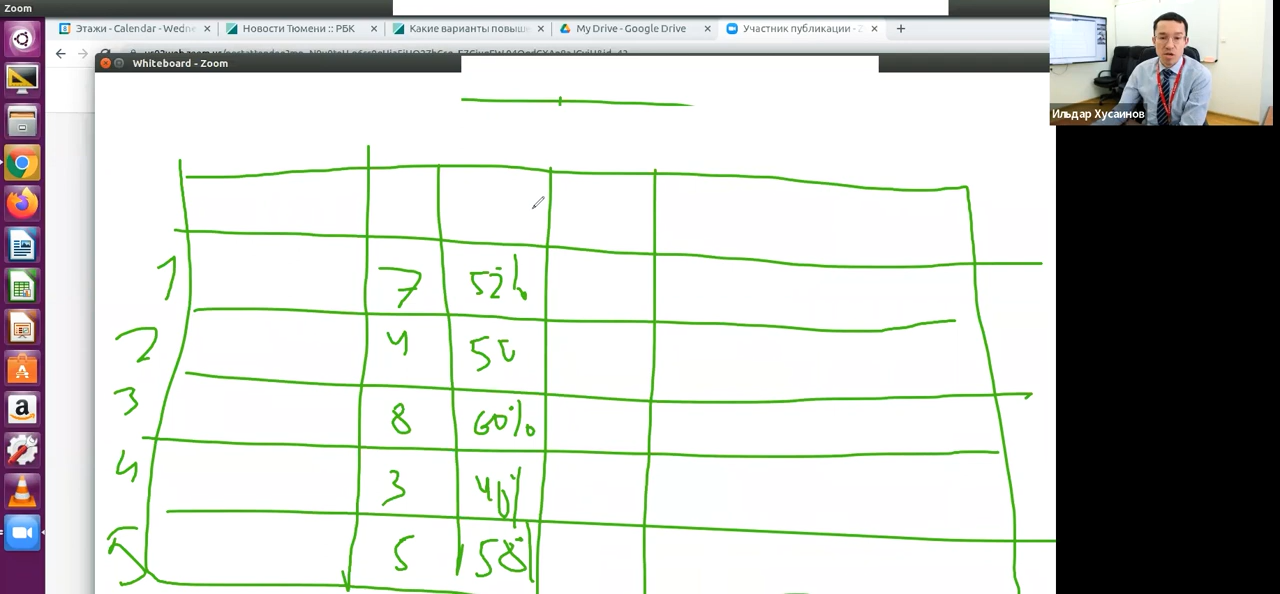 Zoom
Этажи - Calendar - Wedne
Новости Тюмени :: РБК
Какие варианты повыш
My Drive - Google Drive
Участник публикации - Z
Whiteboard - Zoom
Ильдар Хусаинов
1 7 52%
2 4 50
3 8 60%
4 3 40%
5 5 58